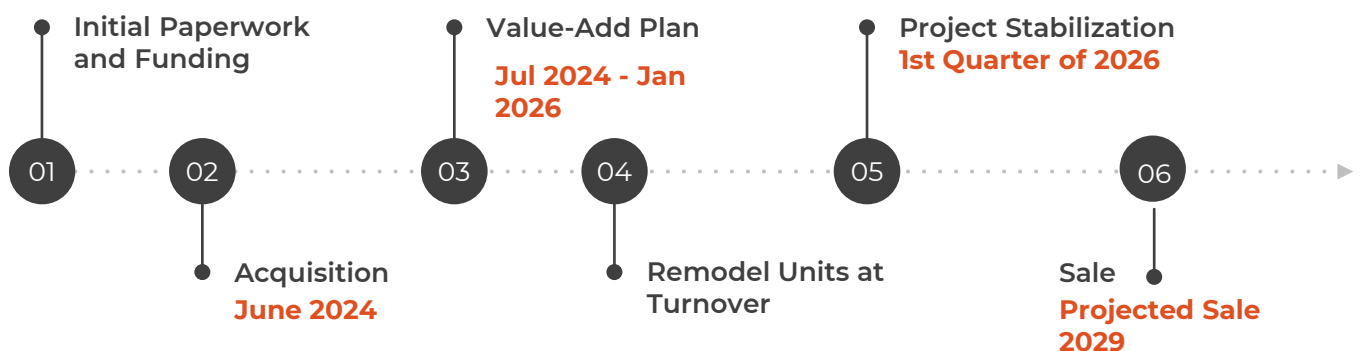 Initial Paperwork
and Funding
Value-Add Plan
Jul 2024 - Jan
2026
Project Stabilization
1st Quarter of 2026
01
02
03
04
05
06
Acquisition
June 2024
Remodel Units at
Turnover
Sale
Projected Sale
2029